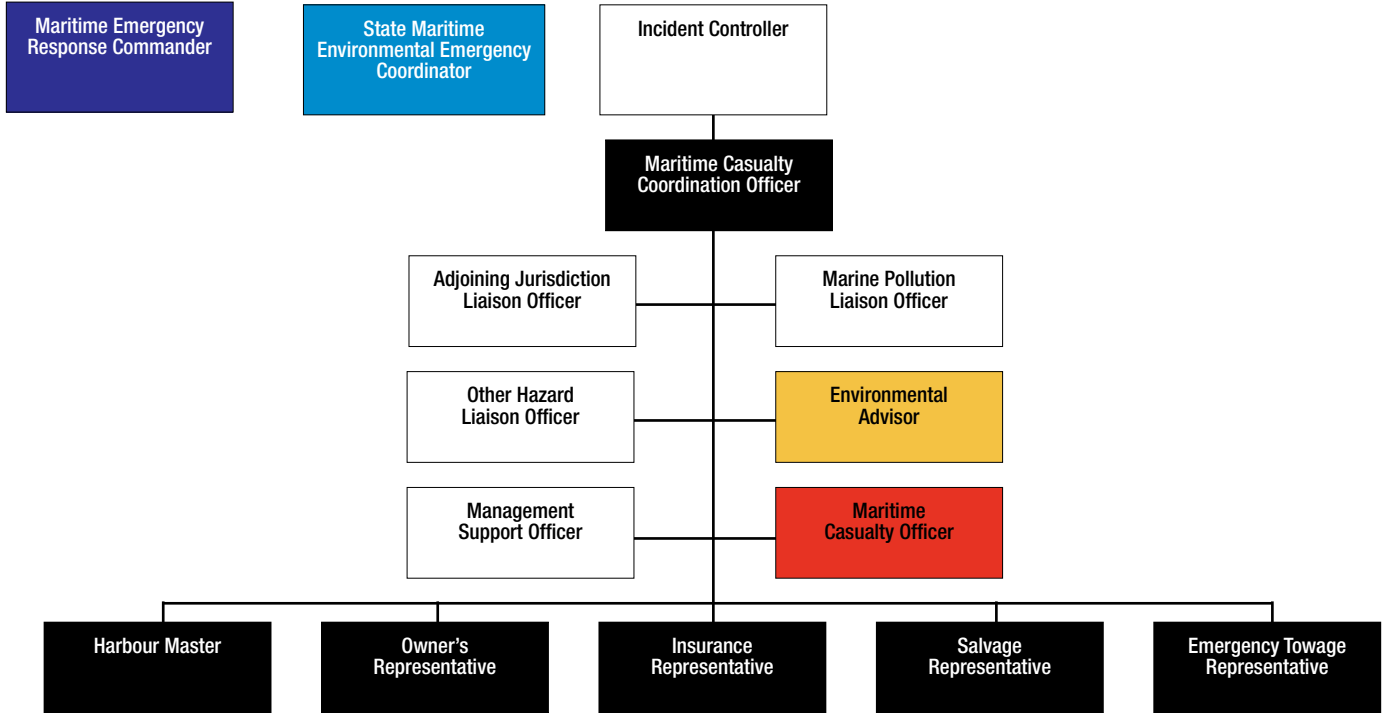 Maritime Emergency
Response Commander
State Maritime
Environmental Emergency
Coordinator
Incident Controller
Maritime Casualty
Coordination Officer
Adjoining Jurisdiction
Liaison Officer
Marine Pollution
Liaison Officer
Other Hazard
Liaison Officer
Environmental
Advisor
Management
Support Officer
Maritime
Casualty Officer
Harbour Master
Owner's
Representative
Insurance
Representative
Salvage
Representative
Emergency Towage
Representative